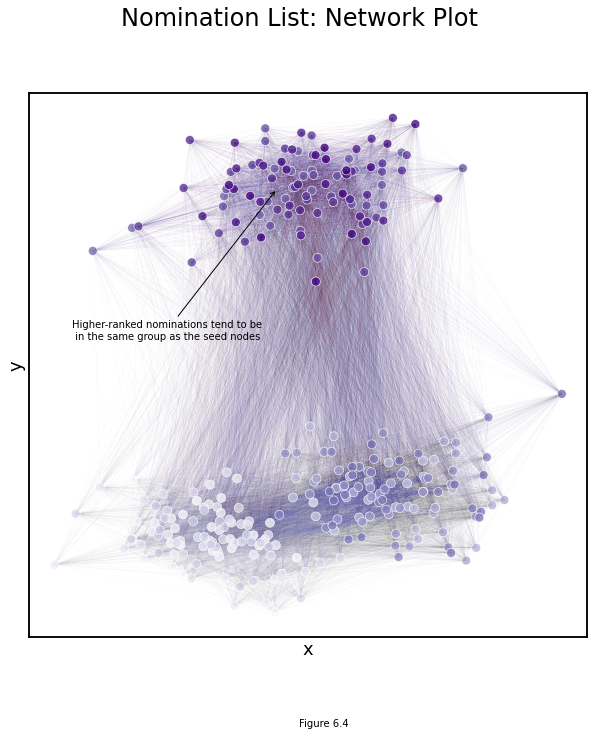 Nomination List: Network Plot
Higher-ranked nominations tend to be
in the same group as the seed nodes
y
x
Figure 6.4